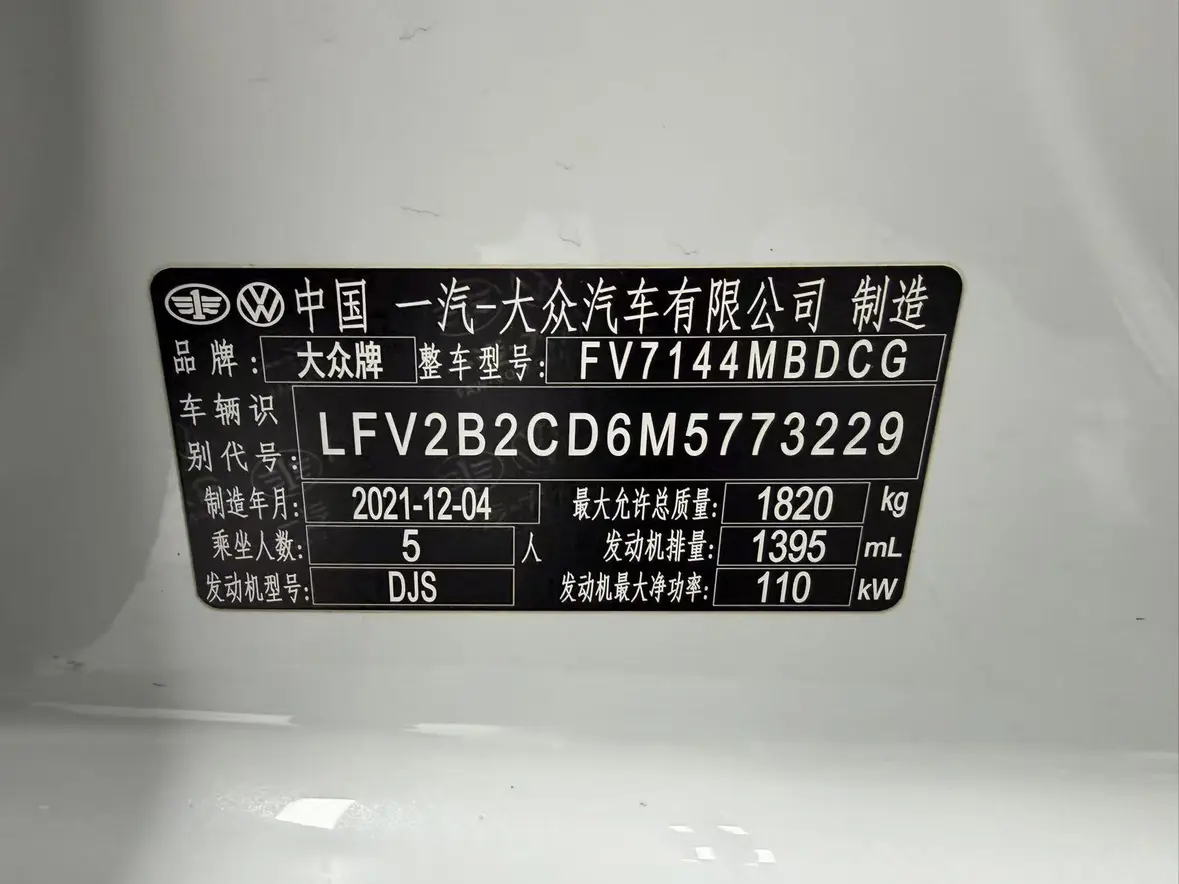 中国 一汽-大众汽车有限公司 制造
品牌: 大众牌 整车型号: FV7144MBDCG
车辆识别代号: LFV2B2CD6M5773229
制造年月: 2021-12-04 最大允许总质量: 1820 kg
乘坐人数: 5 人 发动机排量: 1395 mL
发动机型号: DJS 发动机最大净功率: 110 kW